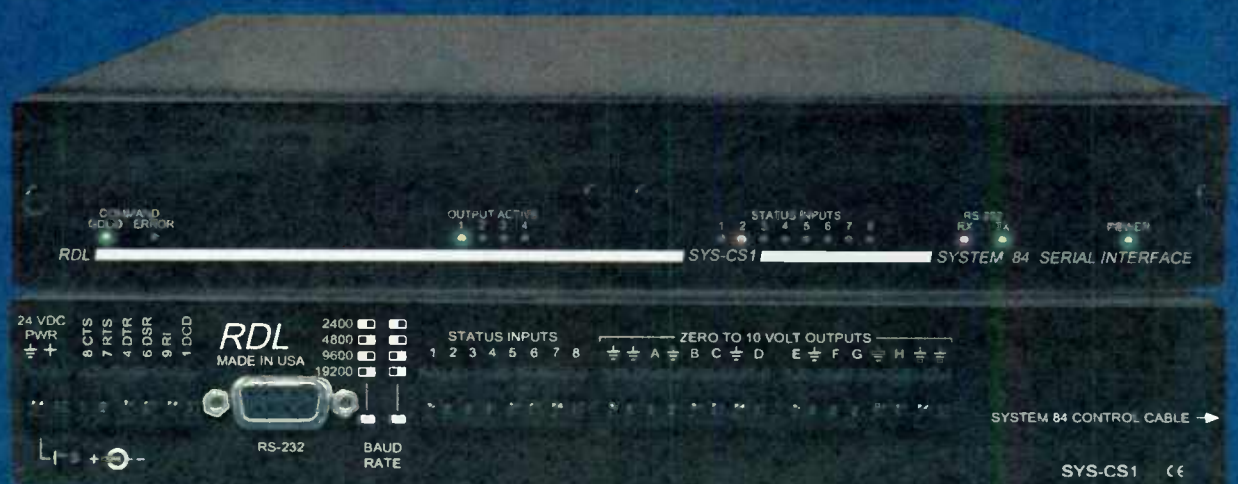 COMMAND
GOOD ERROR
OUTPUT ACTIVE
1 2 3 4
STATUS INPUTS
1 2 3 4 5 6 7 8
RS-232
RX TX
POWER
RDL
SYS-CS1
SYSTEM 84 SERIAL INTERFACE
24 VDC
PWR
8 CTS
7 RTS
4 DTR
6 DSR
9 RI
1 DCD
RDL
MADE IN USA
RS-232
2400
4800
9600
19200
BAUD
RATE
STATUS INPUTS
1 2 3 4 5 6 7 8
ZERO TO 10 VOLT OUTPUTS
A B C D E F G H
SYSTEM 84 CONTROL CABLE
SYS-CS1 CE